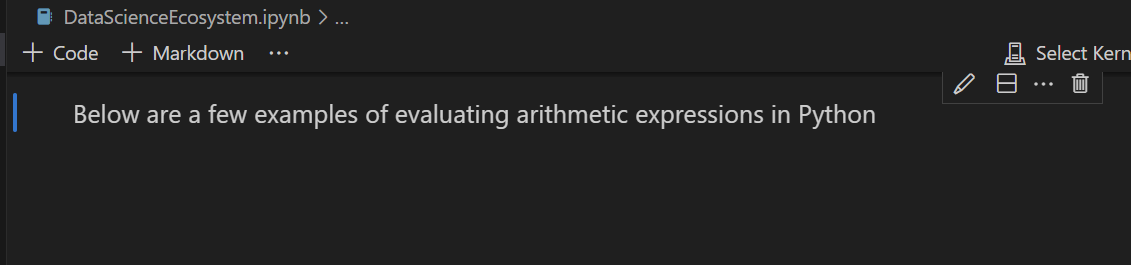 DataScienceEcosystem.ipynb > ...
+ Code + Markdown ... Select Kern
Below are a few examples of evaluating arithmetic expressions in Python